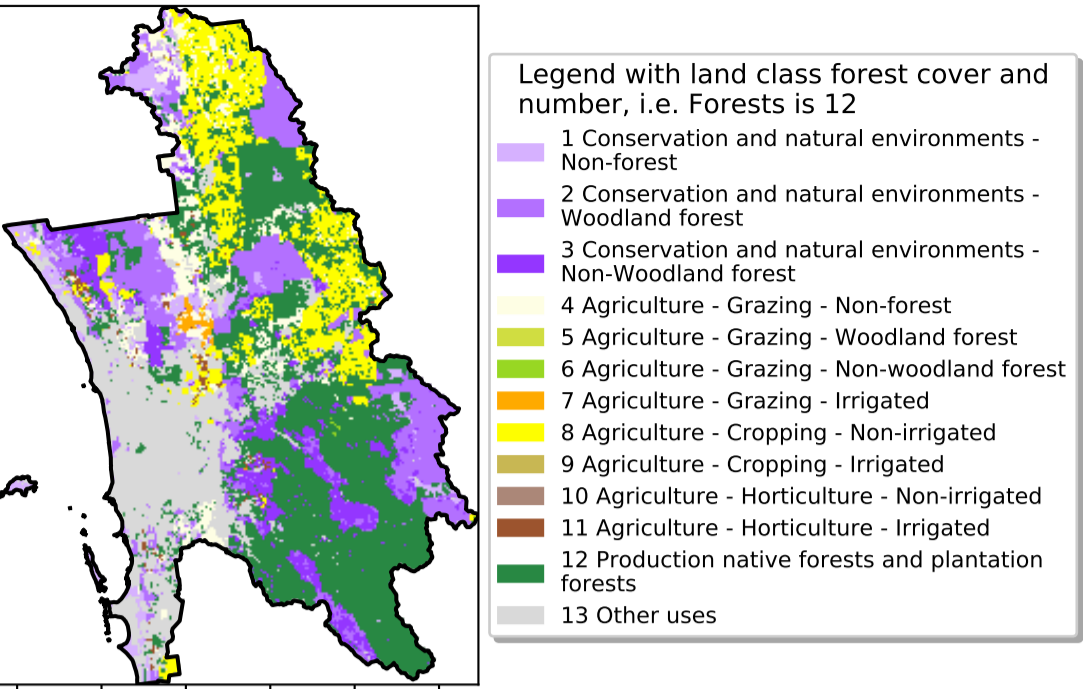 Legend with land class forest cover and
number, i.e. Forests is 12
1 Conservation and natural environments -
Non-forest
2 Conservation and natural environments -
Woodland forest
3 Conservation and natural environments -
Non-Woodland forest
4 Agriculture - Grazing - Non-forest
5 Agriculture - Grazing - Woodland forest
6 Agriculture - Grazing - Non-woodland forest
7 Agriculture - Grazing - Irrigated
8 Agriculture - Cropping - Non-irrigated
9 Agriculture - Cropping - Irrigated
10 Agriculture - Horticulture - Non-irrigated
11 Agriculture - Horticulture - Irrigated
12 Production native forests and plantation
forests
13 Other uses